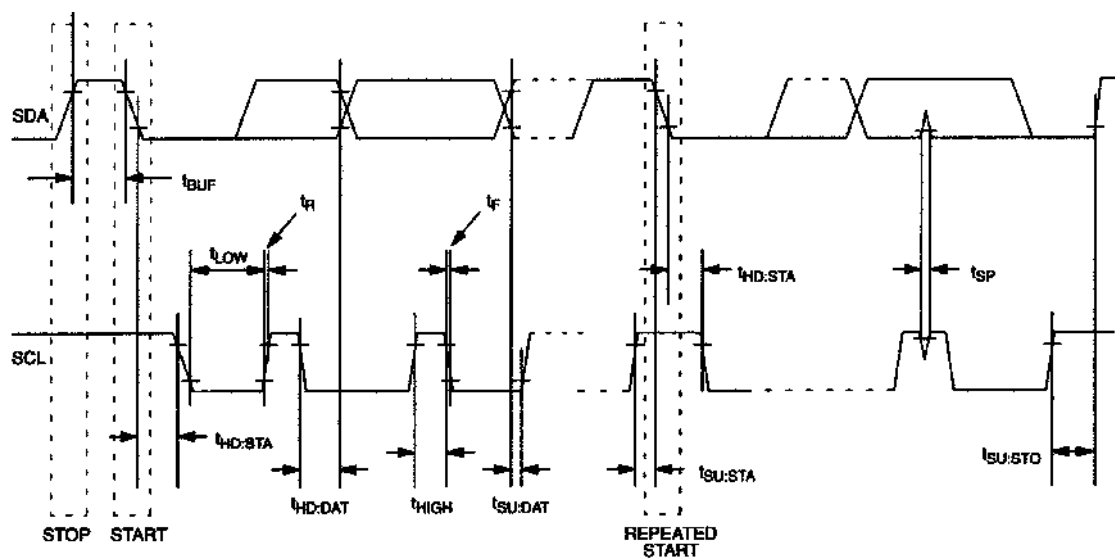 SDA
tBUF
tR
tF
tLOW
tHD:STA
tSP
SCL
tHD:STA
tSU:STA
tSU:STO
tHD:DAT
tHIGH
tSU:DAT
STOP
START
REPEATED
START